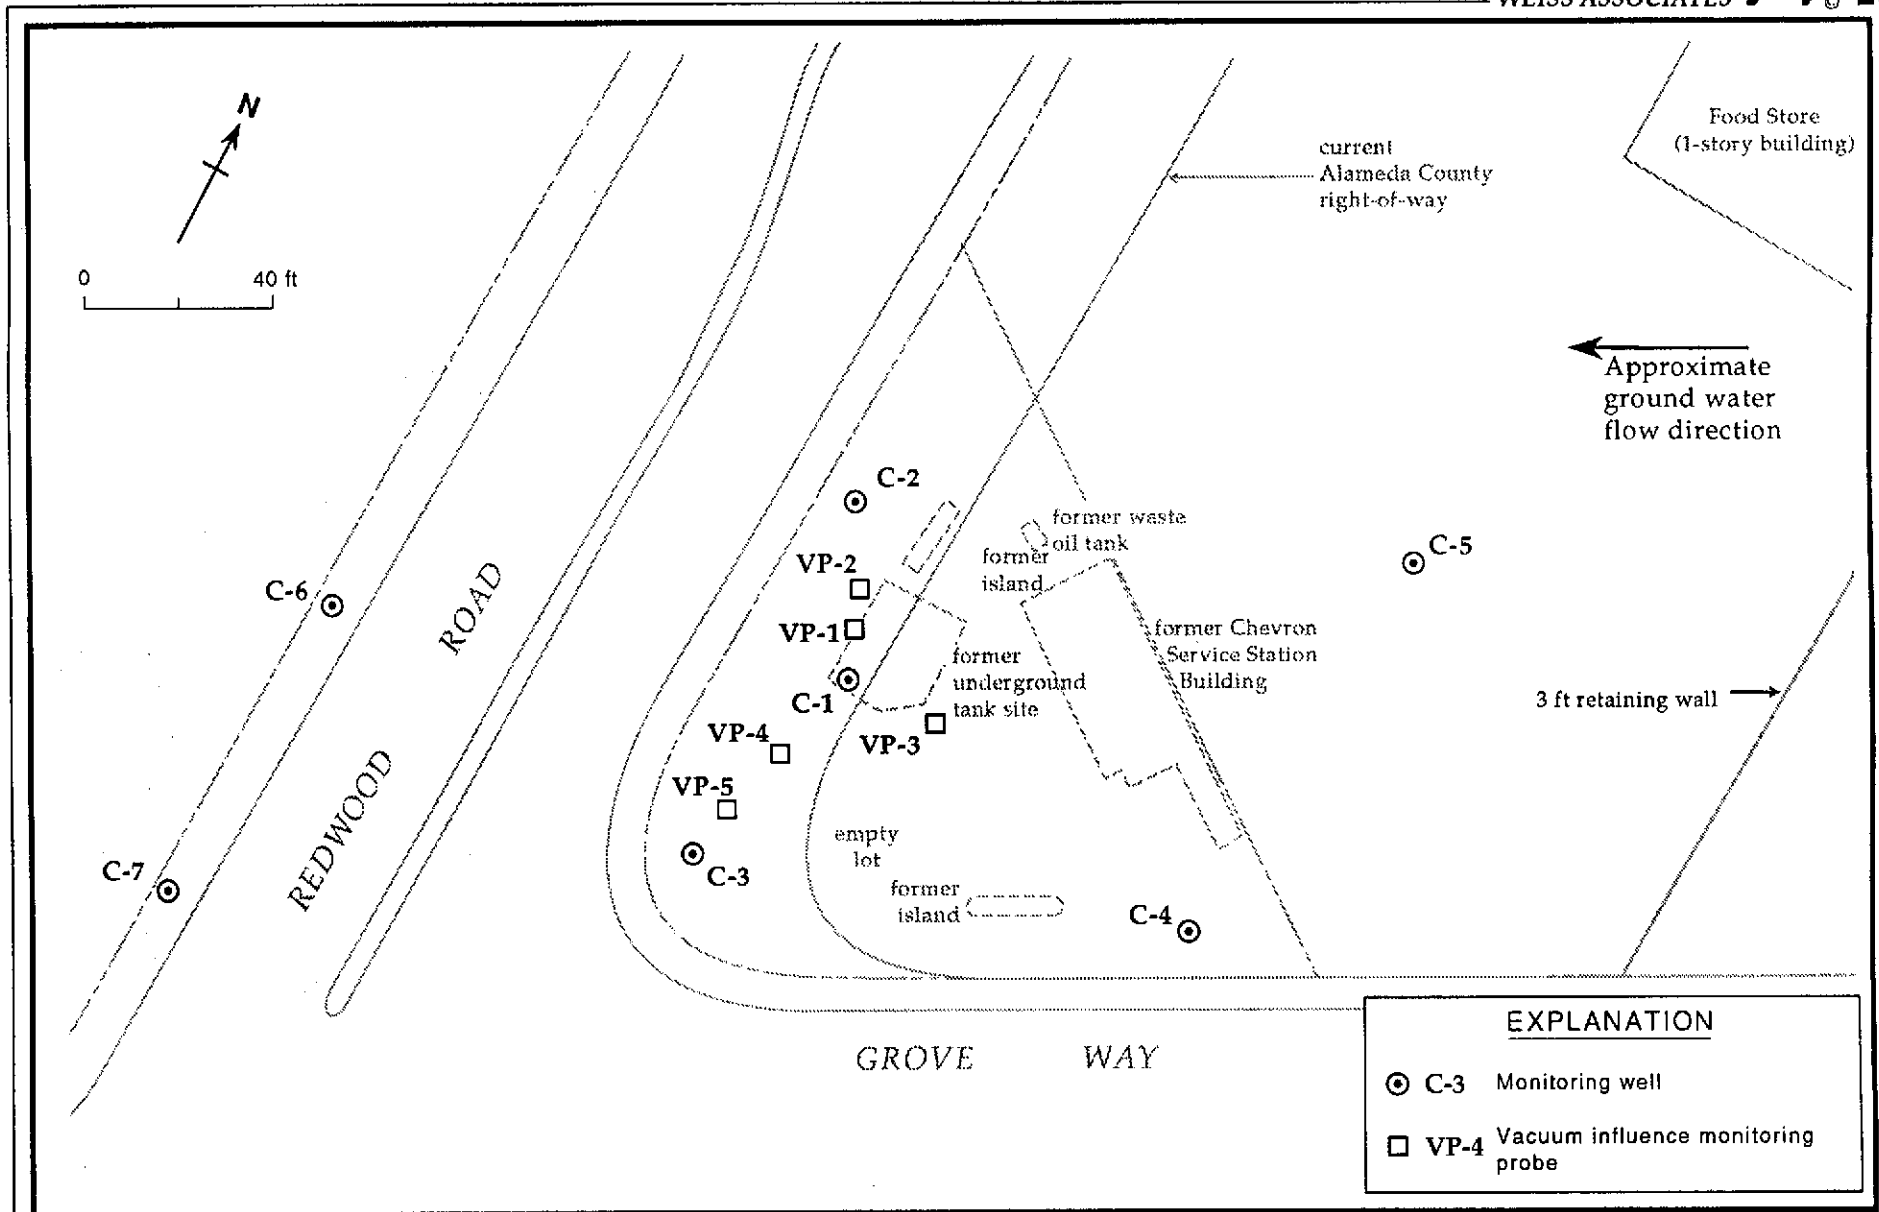 WEISS ASSOCIATES
©
N
0 40 ft
Food Store
(1-story building)
current
Alameda County
right-of-way
Approximate
ground water
flow direction
C-2
former waste
oil tank
former
island
C-5
VP-2
C-6
VP-1
ROAD
former Chevron
Service Station
Building
former
underground
tank site
C-1
3 ft retaining wall
VP-4
VP-3
REDWOOD
VP-5
empty
lot
C-7
C-3
former
island
C-4
GROVE WAY
EXPLANATION
C-3 Monitoring well
VP-4 Vacuum influence monitoring
probe